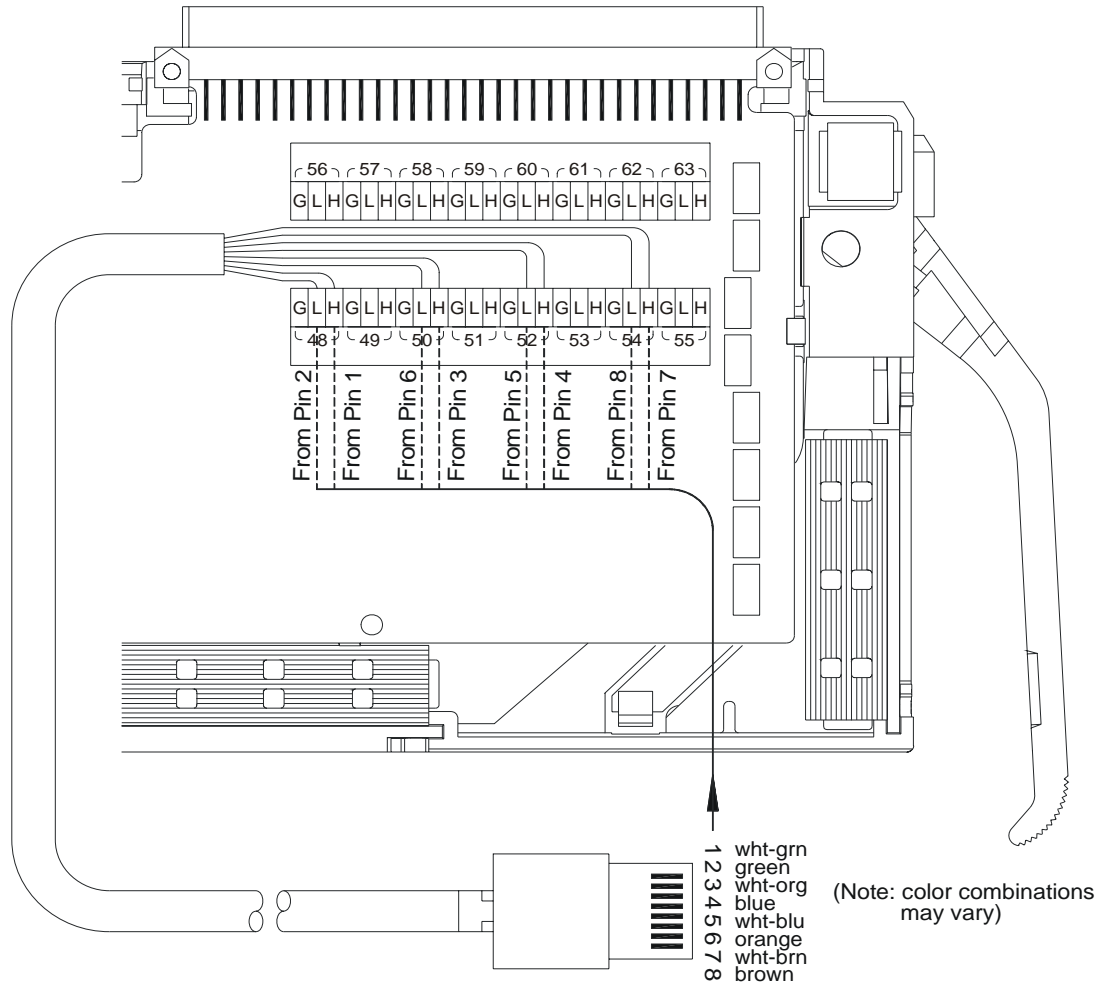 56 57 58 59 60 61 62 63
G L H G L H G L H G L H G L H G L H G L H G L H
G L H G L H G L H G L H G L H G L H G L H G L H
48 49 50 51 52 53 54 55
From Pin 2
From Pin 1
From Pin 6
From Pin 3
From Pin 5
From Pin 4
From Pin 8
From Pin 7
1 wht-grn
2 green
3 wht-org
4 blue
5 wht-blu
6 orange
7 wht-brn
8 brown
(Note: color combinations
may vary)